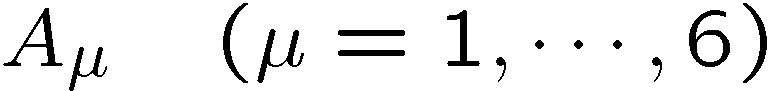 A_μ (μ = 1, ⋯ , 6)